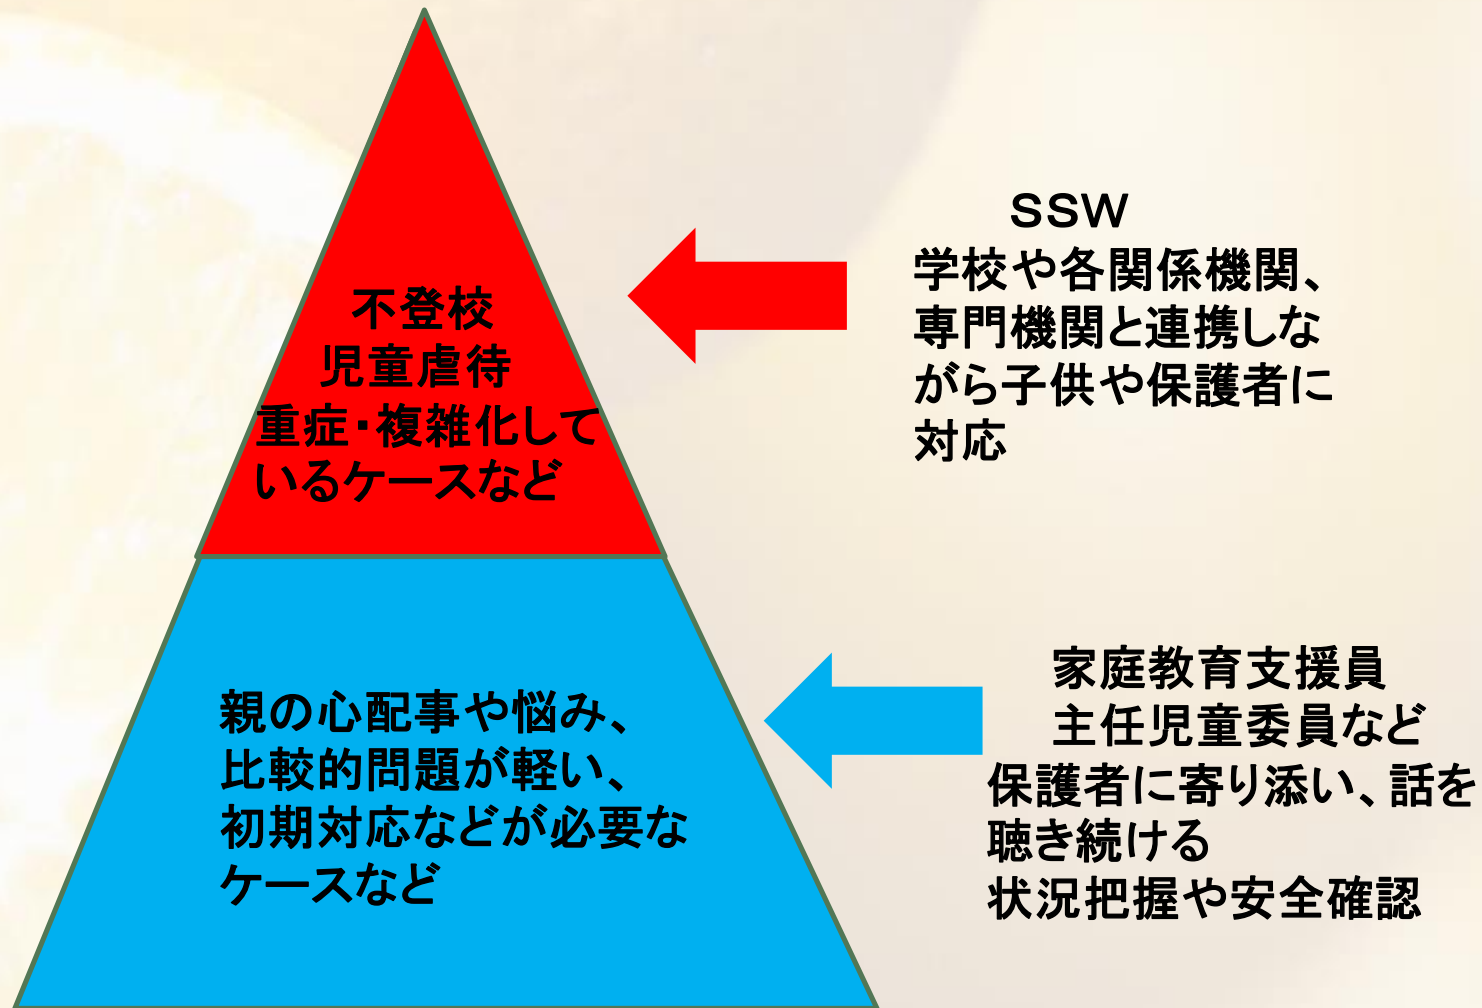 不登校
児童虐待
重症・複雑化して
いるケースなど
SSW
学校や各関係機関、
専門機関と連携しな
がら子供や保護者に
対応
親の心配事や悩み、
比較的問題が軽い、
初期対応などが必要な
ケースなど
家庭教育支援員
主任児童委員など
保護者に寄り添い、話を
聴き続ける
状況把握や安全確認